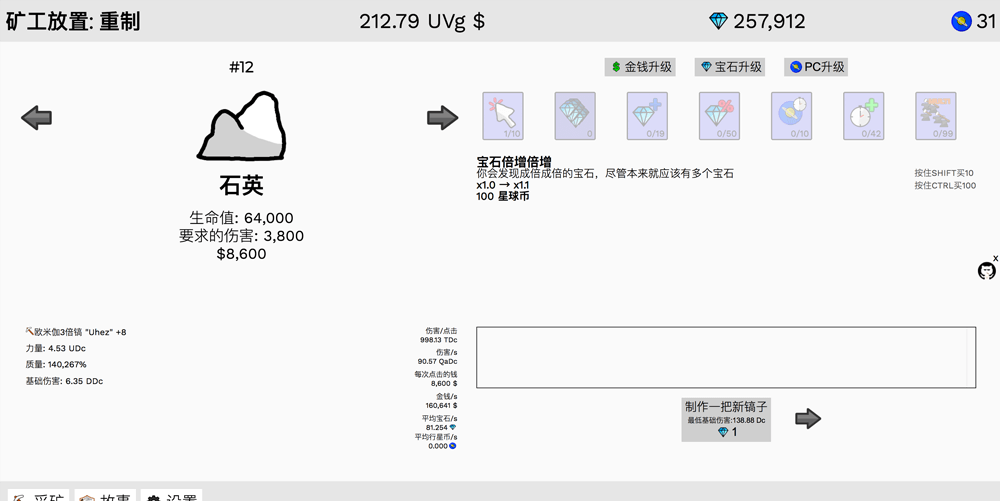 矿工放置: 重制
212.79 UVg $
257,912
31
#12
石英
生命值: 64,000
要求的伤害: 3,800
$8,600
金钱升级
宝石升级
PC升级
1/10
0
0/19
0/50
0/10
0/42
0/99
宝石倍增倍增
你会发现成倍成倍的宝石，尽管本来就应该有多个宝石
x1.0 → x1.1
100 星球币
按住SHIFT买10
按住CTRL买100
x
欧米伽3倍镐 "Uhez" +8
力量: 4.53 UDc
质量: 140,267%
基础伤害: 6.35 DDc
伤害/点击
998.13 TDc
伤害/s
90.57 QaDc
每次点击的钱
8,600 $
金钱/s
160,641 $
平均宝石/s
81.254
平均行星币/s
0.000
制作一把新镐子
最低基础伤害:138.88 Dc
1
采矿
故事
设置